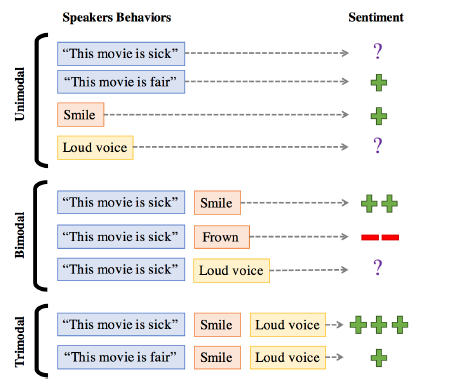 Speakers Behaviors Sentiment
Unimodal
“This movie is sick” ?
“This movie is fair”
Smile
Loud voice ?
Bimodal
“This movie is sick” Smile
“This movie is sick” Frown
“This movie is sick” Loud voice ?
Trimodal
“This movie is sick” Smile Loud voice
“This movie is fair” Smile Loud voice